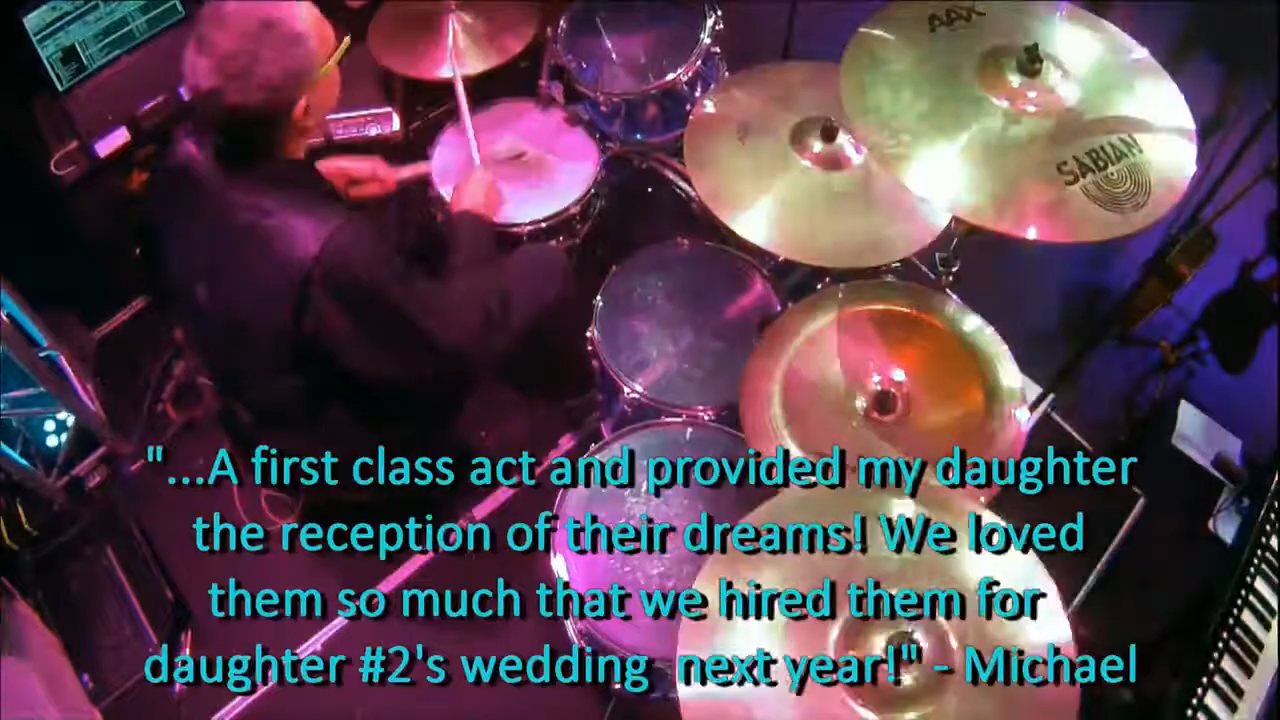 AAX
SABIAN
"...A first class act and provided my daughter
the reception of their dreams! We loved
them so much that we hired them for
daughter #2's wedding  next year!" - Michael